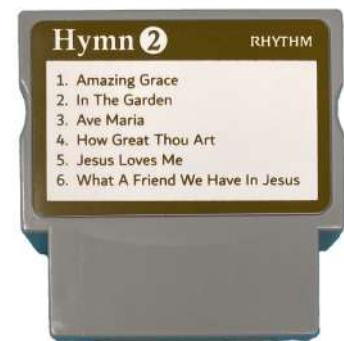 Hymn 2 RHYTHM
1. Amazing Grace
2. In The Garden
3. Ave Maria
4. How Great Thou Art
5. Jesus Loves Me
6. What A Friend We Have In Jesus